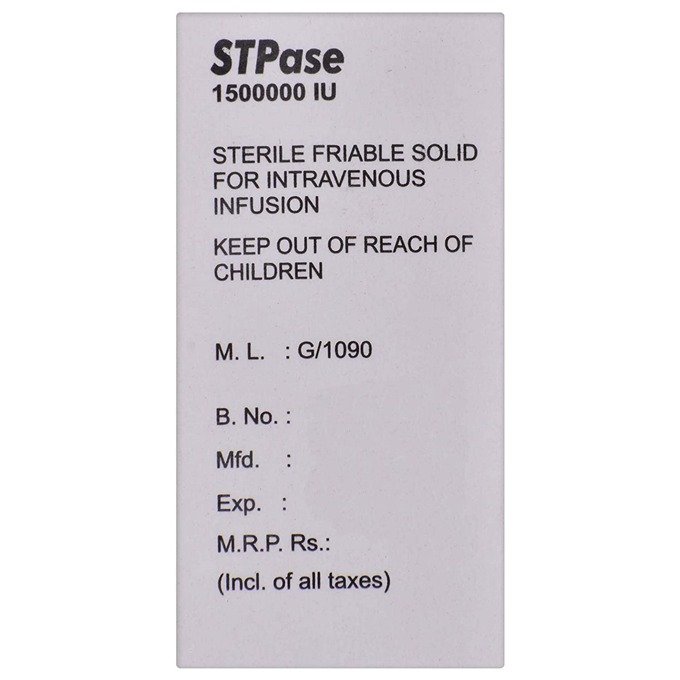 STPase
1500000 IU
STERILE FRIABLE SOLID
FOR INTRAVENOUS
INFUSION
KEEP OUT OF REACH OF
CHILDREN
M. L. : G/1090
B. No. :
Mfd. :
Exp. :
M.R.P. Rs.:
(Incl. of all taxes)